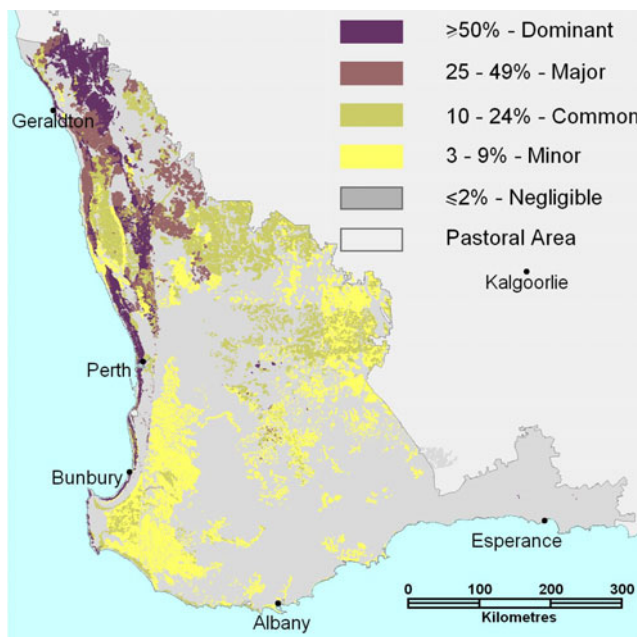 ≥50% - Dominant
25 - 49% - Major
10 - 24% - Common
3 - 9% - Minor
≤2% - Negligible
Pastoral Area
Geraldton
Kalgoorlie
Perth
Bunbury
Esperance
Albany
0 100 200 300
Kilometres